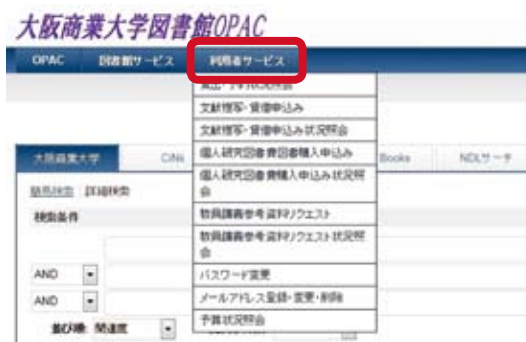 大阪商業大学図書館OPAC
OPAC 図書館サービス 利用者サービス
貸出・予約状況照会
文献複写・貸借申込み
文献複写・貸借申込み状況照会
個人研究図書費図書購入申込み
個人研究図書費購入申込み状況照
会
教員講義参考資料リクエスト
教員講義参考資料リクエスト状況照
会
パスワード変更
メールアドレス登録・変更・削除
予算状況照会
大阪商業大学 CiNii Books NDLサーチ
簡易検索 詳細検索
検索条件
AND
AND
並び順: 関連度